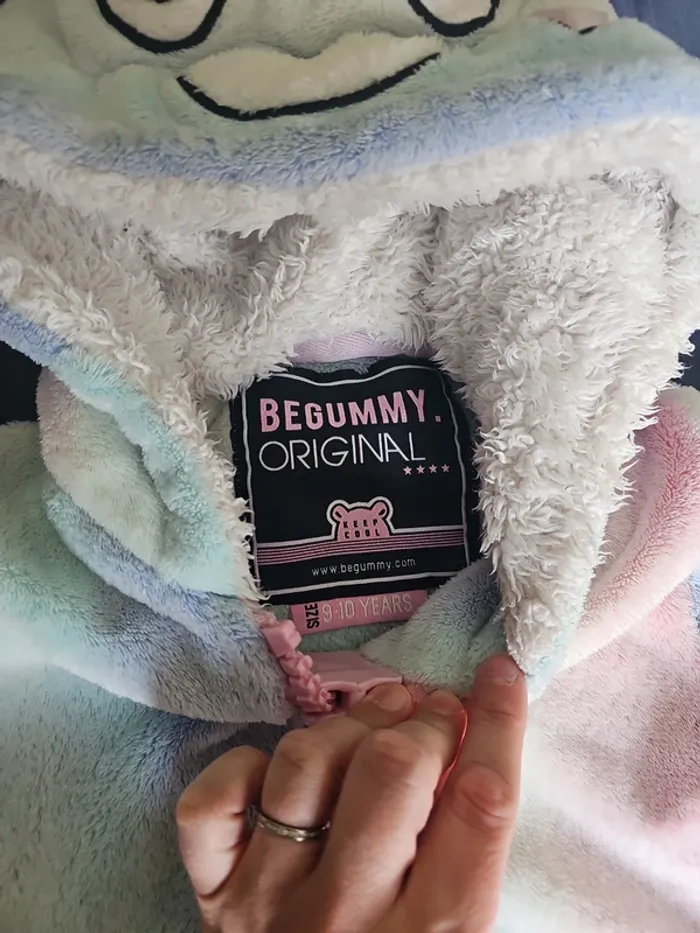 BEGUMMY.
ORIGINAL
KEEP
COOL
www.begummy.com
SIZE 9-10 YEARS